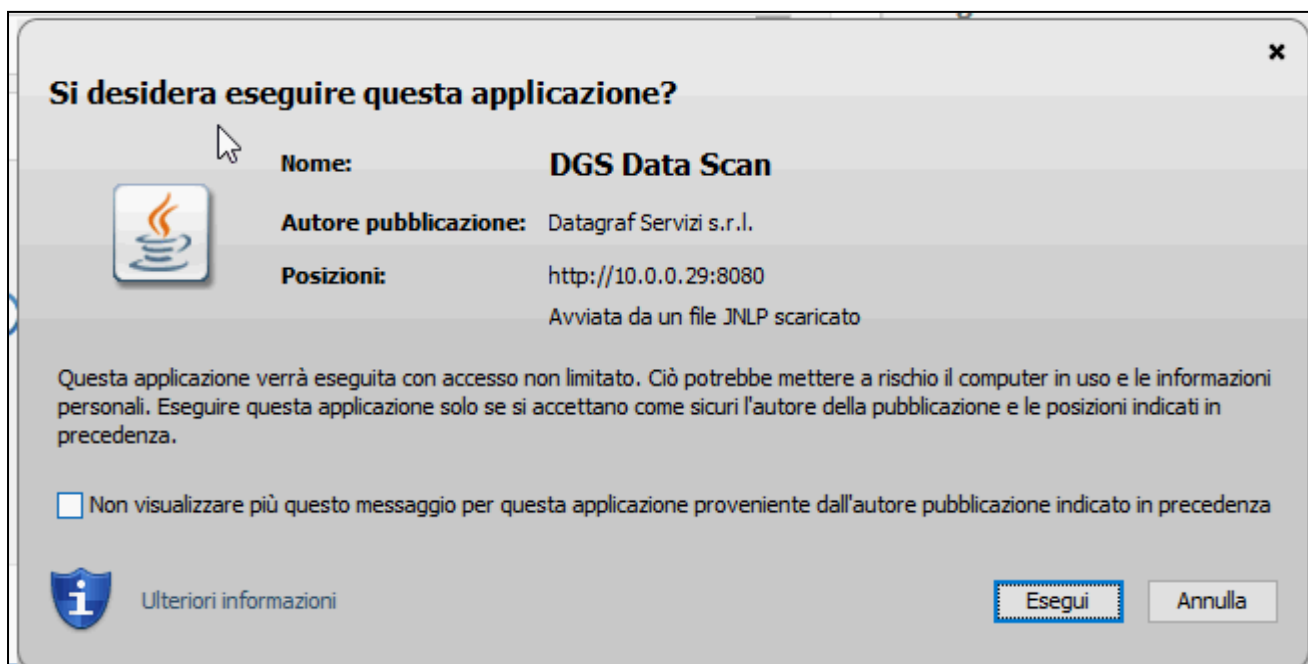 Si desidera eseguire questa applicazione?
Nome: DGS Data Scan
Autore pubblicazione: Datagraf Servizi s.r.l.
Posizioni: http://10.0.0.29:8080
Avviata da un file JNLP scaricato
Questa applicazione verrà eseguita con accesso non limitato. Ciò potrebbe mettere a rischio il computer in uso e le informazioni
personali. Eseguire questa applicazione solo se si accettano come sicuri l'autore della pubblicazione e le posizioni indicati in
precedenza.
Non visualizzare più questo messaggio per questa applicazione proveniente dall'autore pubblicazione indicato in precedenza
Ulteriori informazioni
Esegui
Annulla